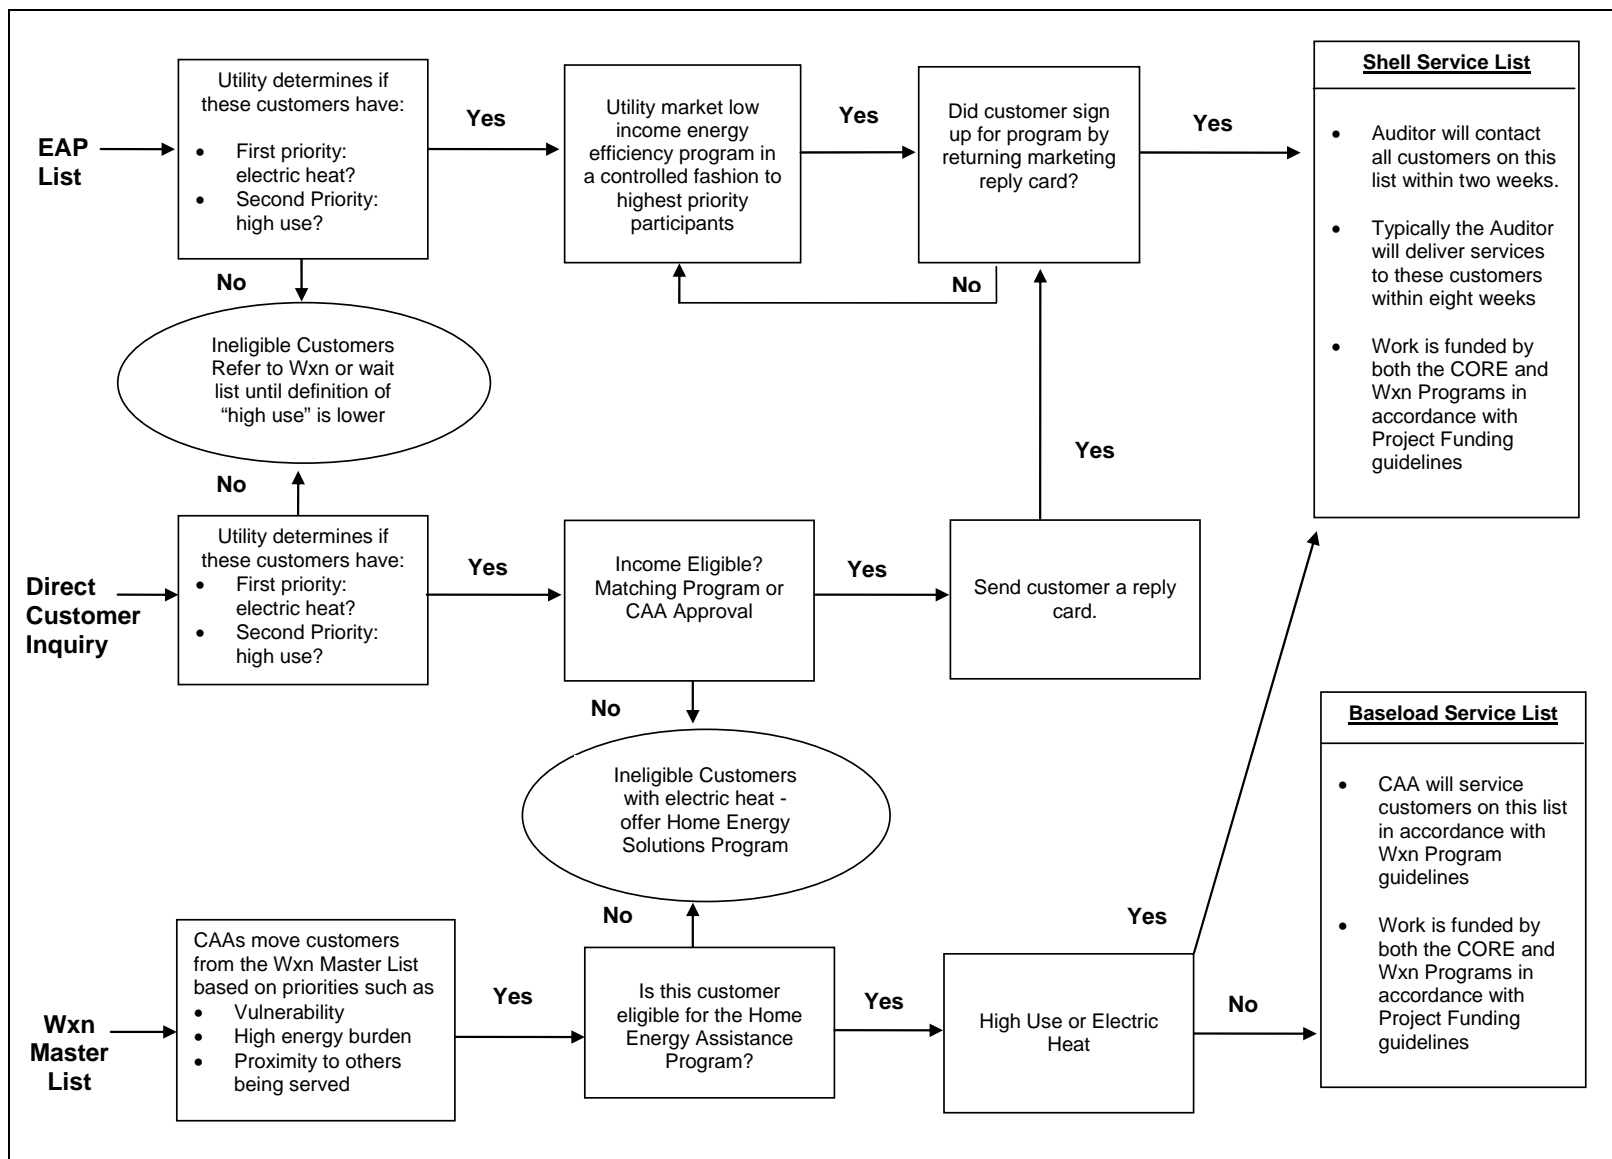 EAP
List
Utility determines if
these customers have:
• First priority:
electric heat?
• Second Priority:
high use?
Yes
No
Utility market low
income energy
efficiency program in
a controlled fashion to
highest priority
participants
Yes
Did customer sign
up for program by
returning marketing
reply card?
Yes
No
Shell Service List
• Auditor will contact
all customers on this
list within two weeks.
• Typically the Auditor
will deliver services
to these customers
within eight weeks
• Work is funded by
both the CORE and
Wxn Programs in
accordance with
Project Funding
guidelines
Ineligible Customers
Refer to Wxn or wait
list until definition of
“high use” is lower
No
Direct
Customer
Inquiry
Utility determines if
these customers have:
• First priority:
electric heat?
• Second Priority:
high use?
Yes
Income Eligible?
Matching Program or
CAA Approval
Yes
Send customer a reply
card.
Yes
No
Ineligible Customers
with electric heat -
offer Home Energy
Solutions Program
No
Wxn
Master
List
CAAs move customers
from the Wxn Master List
based on priorities such as
• Vulnerability
• High energy burden
• Proximity to others
being served
Yes
Is this customer
eligible for the Home
Energy Assistance
Program?
Yes
High Use or Electric
Heat
Yes
No
Baseload Service List
• CAA will service
customers on this list
in accordance with
Wxn Program
guidelines
• Work is funded by
both the CORE and
Wxn Programs in
accordance with
Project Funding
guidelines